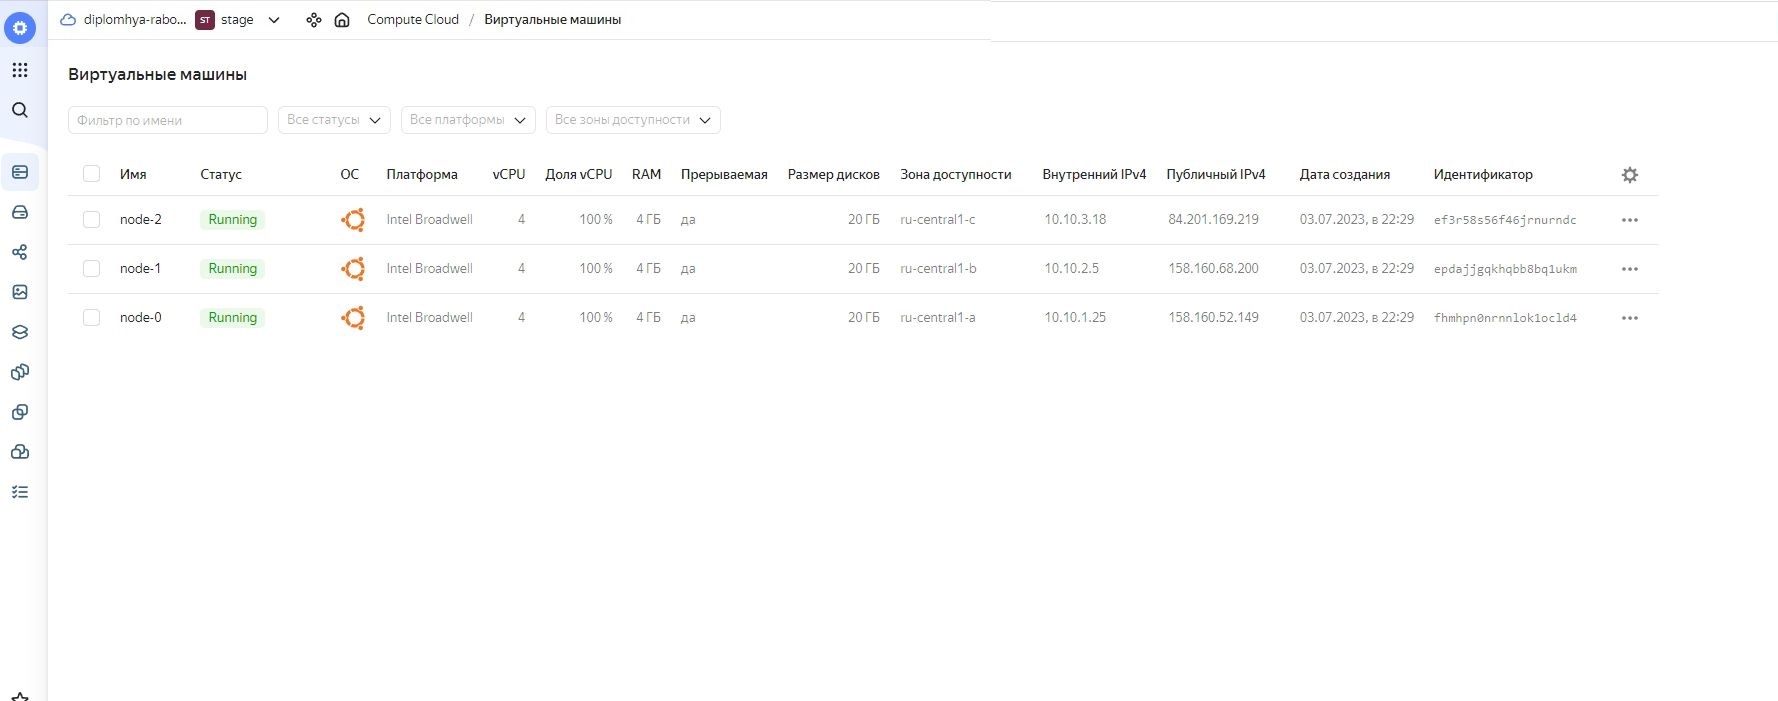 diplomhya-rabo... ST stage Compute Cloud / Виртуальные машины
Виртуальные машины
Фильтр по имени Все статусы Все платформы Все зоны доступности
Имя Статус ОС Платформа vCPU Доля vCPU RAM Прерываемая Размер дисков Зона доступности Внутренний IPv4 Публичный IPv4 Дата создания Идентификатор
node-2 Running Intel Broadwell 4 100 % 4 ГБ да 20 ГБ ru-central1-c 10.10.3.18 84.201.169.219 03.07.2023, в 22:29 ef3r58s56f46jrnurndc
node-1 Running Intel Broadwell 4 100 % 4 ГБ да 20 ГБ ru-central1-b 10.10.2.5 158.160.68.200 03.07.2023, в 22:29 epdajjgqkhqbb8bq1ukm
node-0 Running Intel Broadwell 4 100 % 4 ГБ да 20 ГБ ru-central1-a 10.10.1.25 158.160.52.149 03.07.2023, в 22:29 fhmhpn0nrnnlok1ocld4